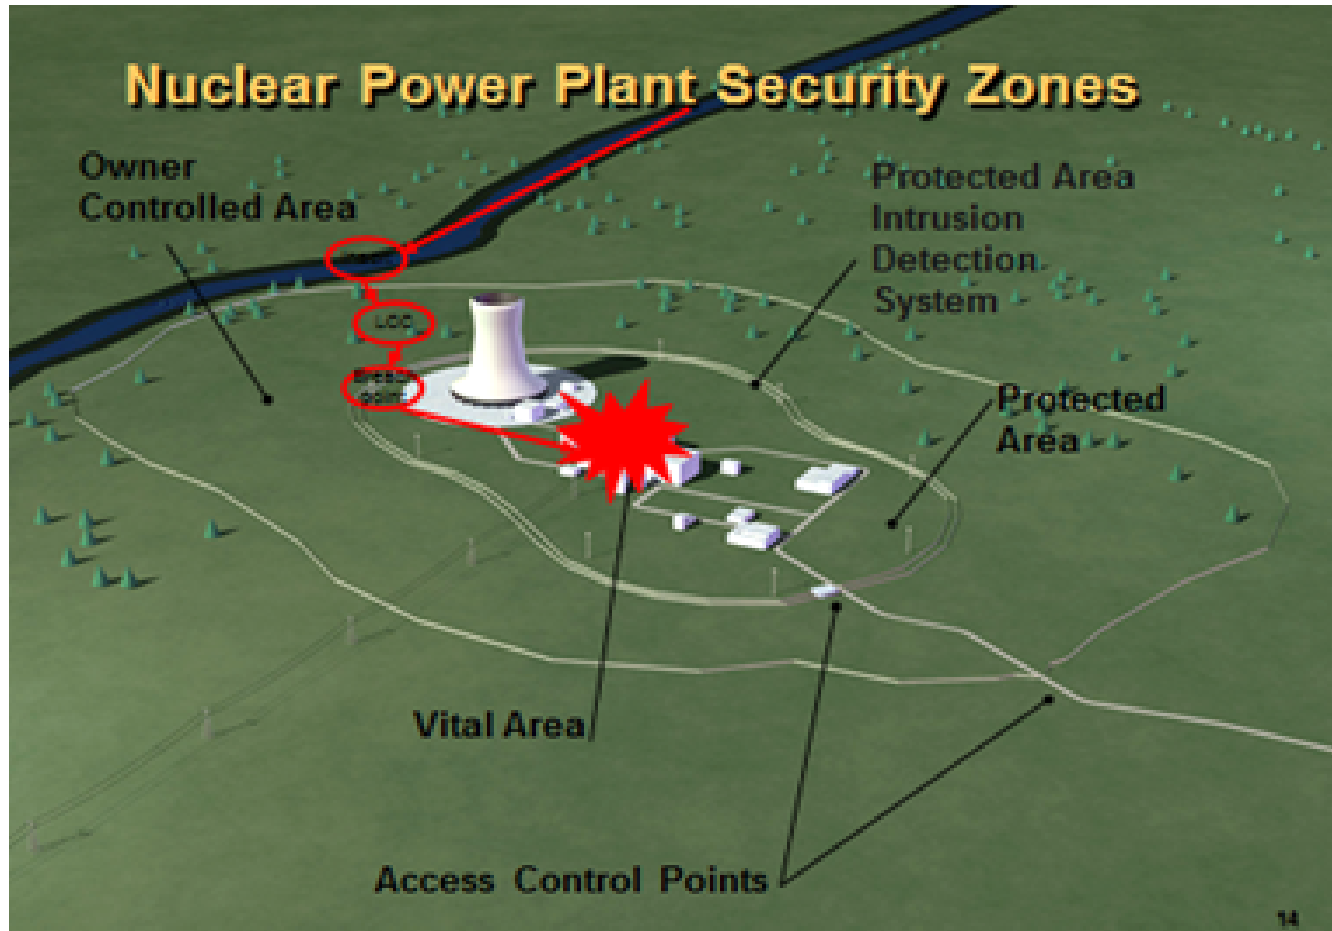 Nuclear Power Plant Security Zones
Owner
Controlled Area
Protected Area
Intrusion
Detection
System
point
Protected
Area
Vital Area
Access Control Points
14